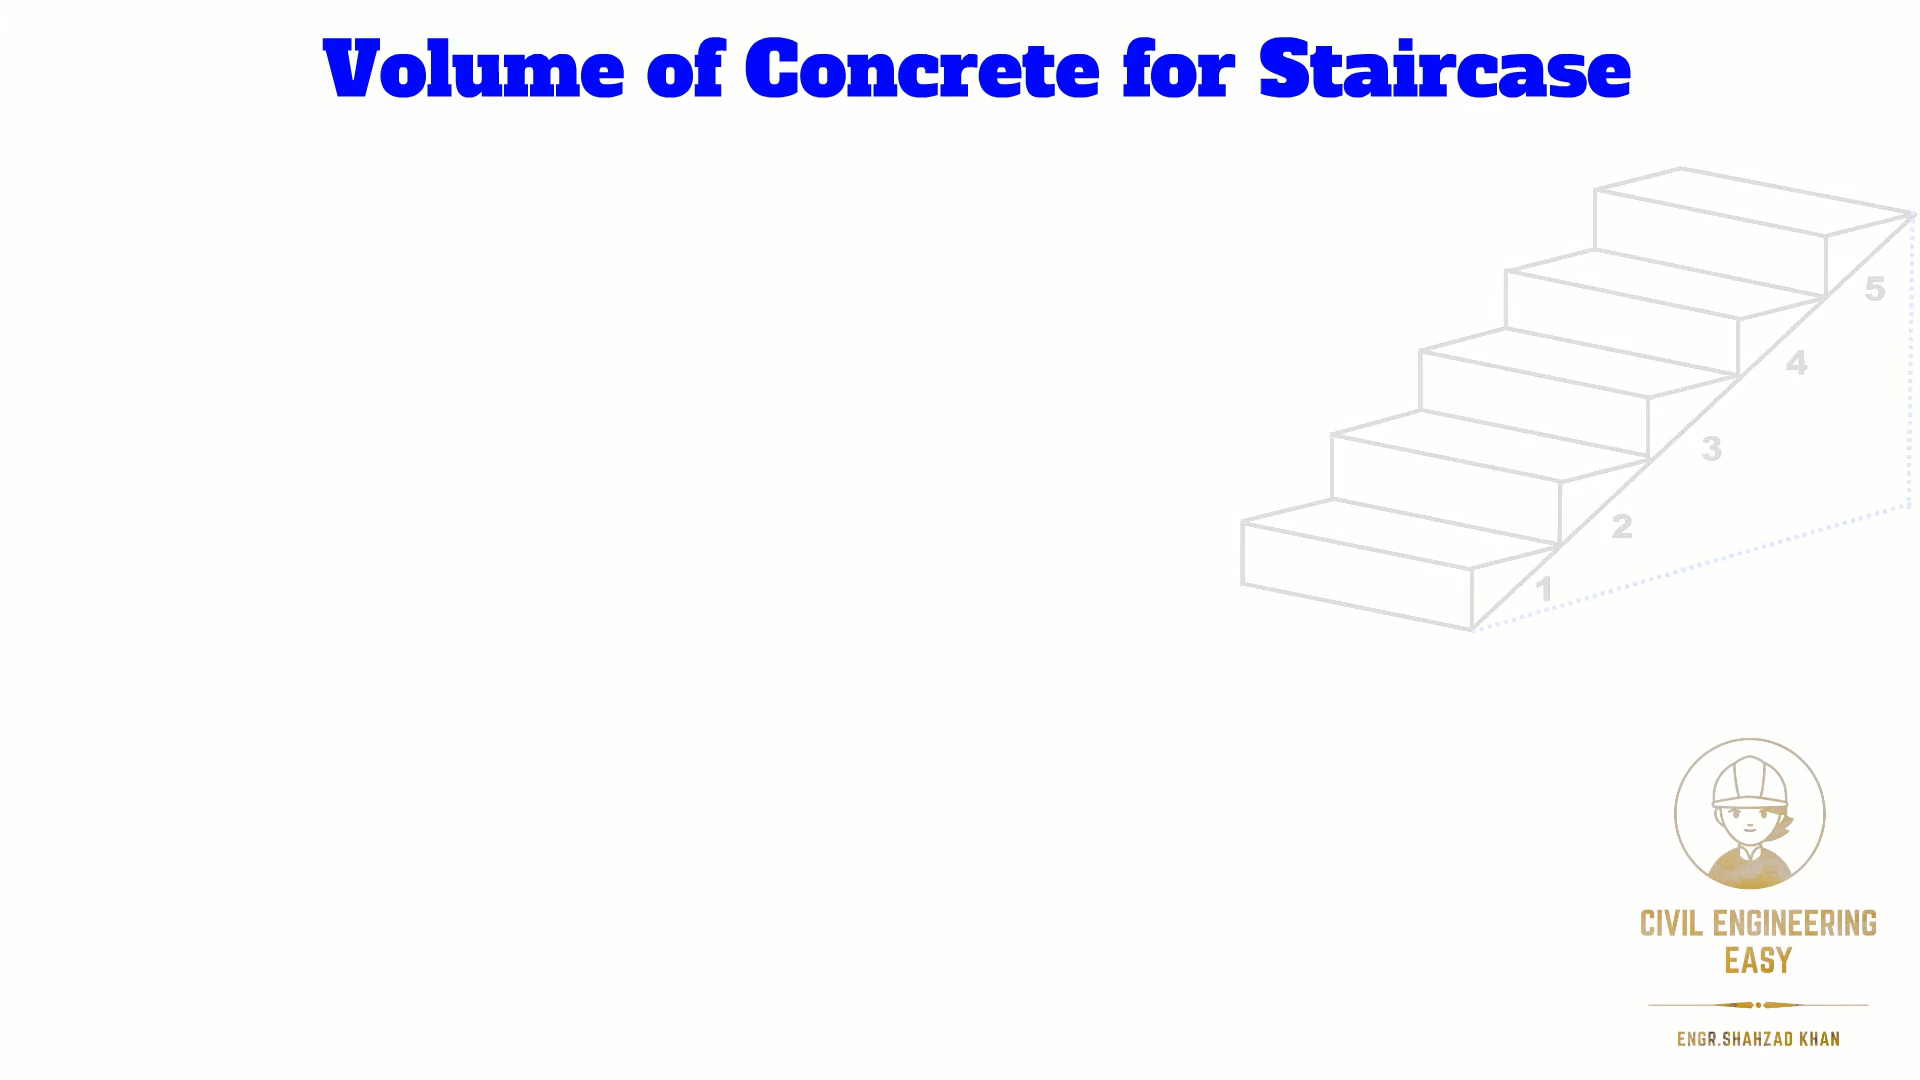 Volume of Concrete for Staircase
5
4
3
2
1
CIVIL ENGINEERING
EASY
ENGR.SHAHZAD KHAN